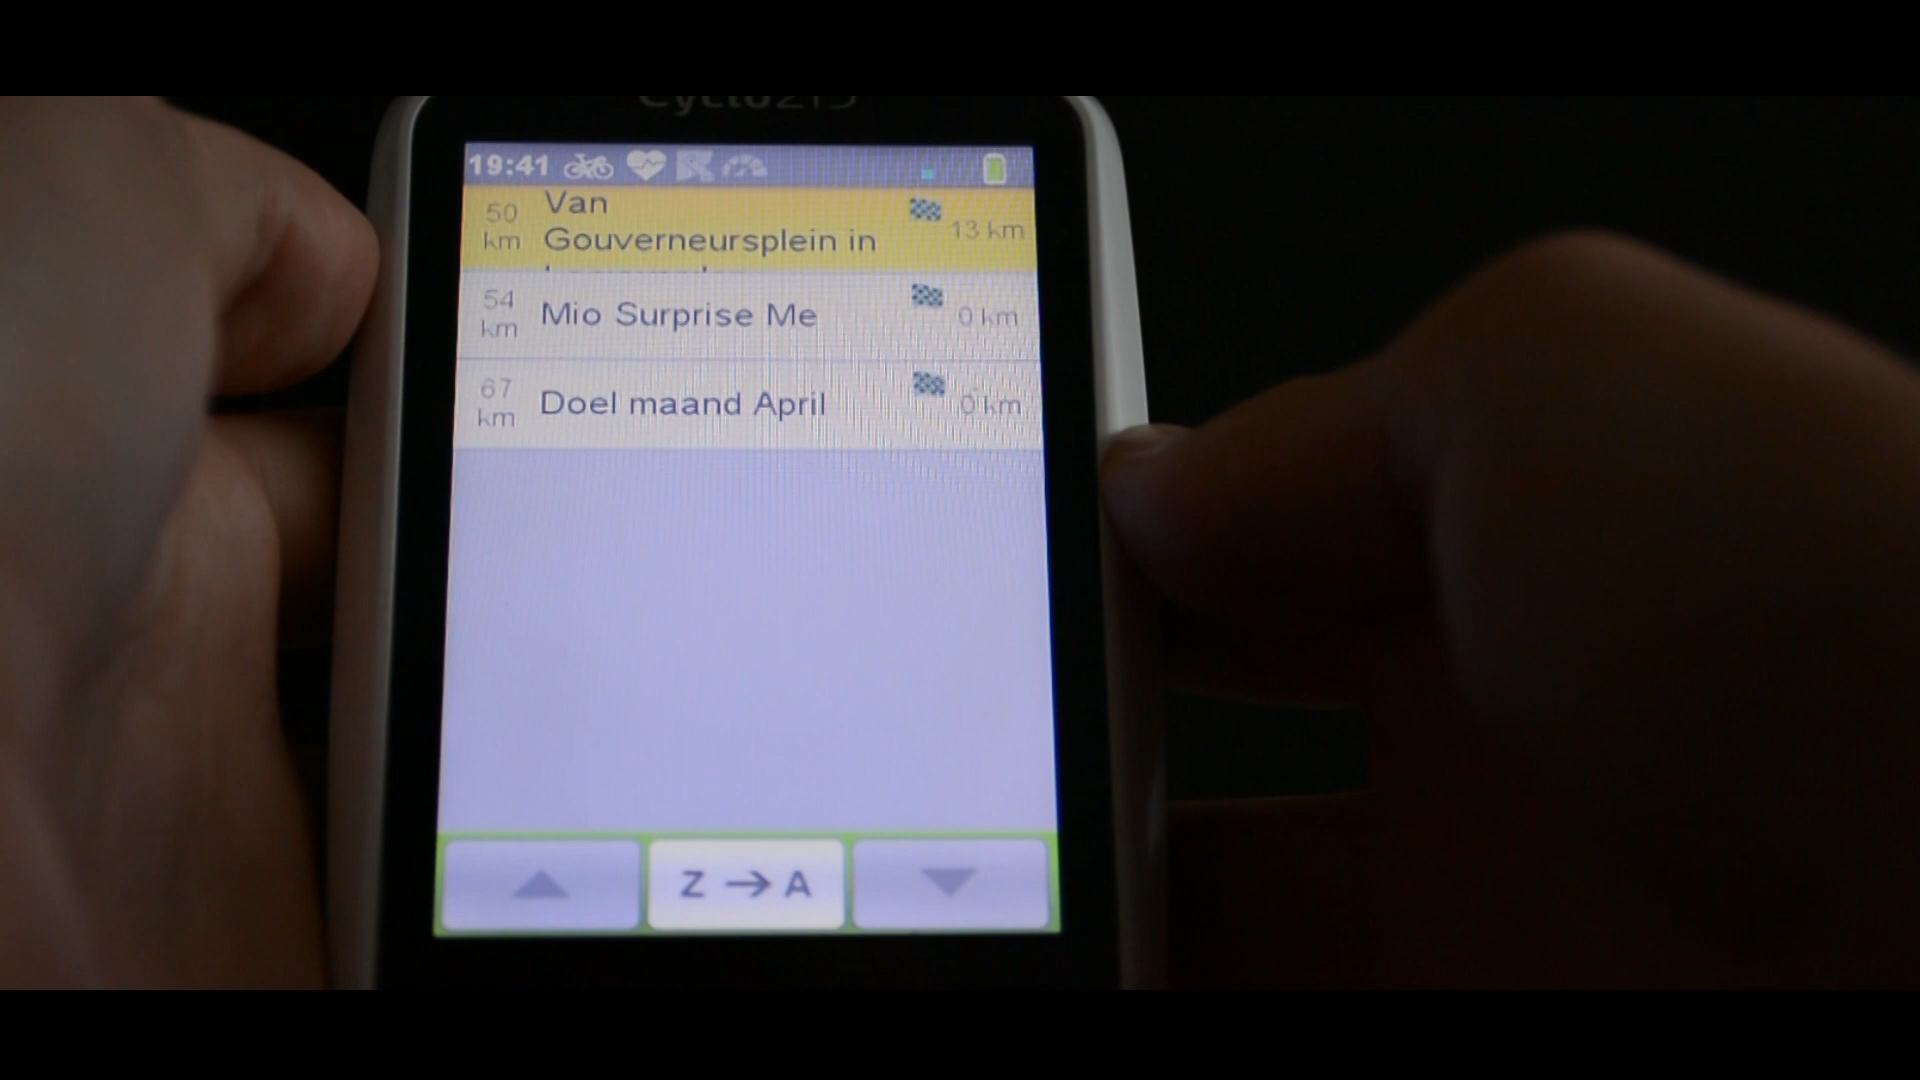 Cyclo215
19:41
50 km
Van Gouverneursplein in
13 km
54 km
Mio Surprise Me
0 km
67 km
Doel maand April
0 km
Z → A